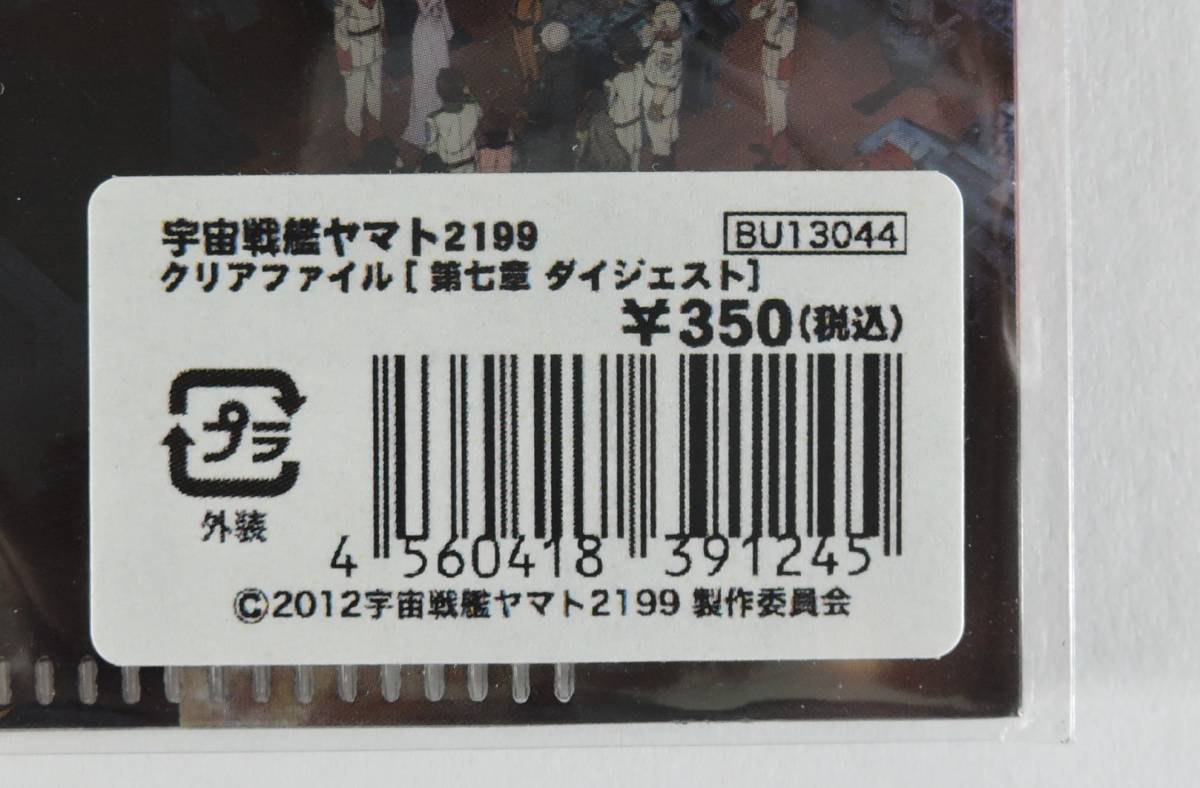 宇宙戦艦ヤマト2199
BU13044
クリアファイル[ 第七章 ダイジェスト]
¥350(税込)
プラ
外装
4 560418 391245
©2012宇宙戦艦ヤマト2199 製作委員会